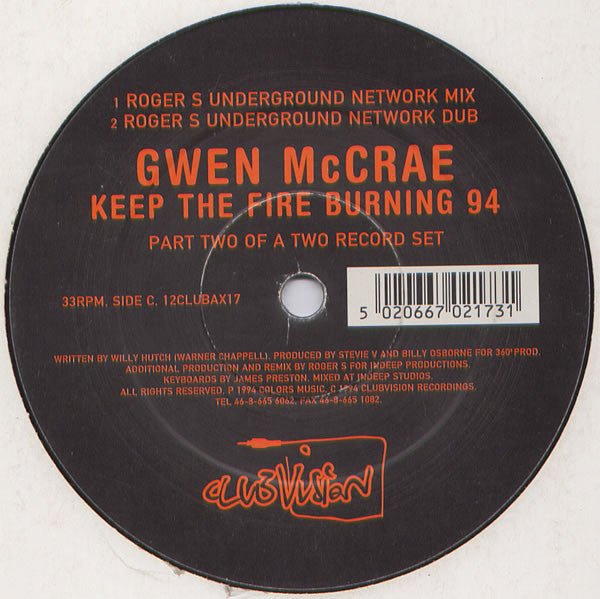 1 ROGER S UNDERGROUND NETWORK MIX
2 ROGER S UNDERGROUND NETWORK DUB
GWEN McCRAE
KEEP THE FIRE BURNING 94
PART TWO OF A TWO RECORD SET
33RPM. SIDE C. 12CLUBAX17
5 020667 021731
WRITTEN BY WILLY HUTCH (WARNER CHAPPELL). PRODUCED BY STEVIE V AND BILLY OSBORNE FOR 360° PROD.
ADDITIONAL PRODUCTION AND REMIX BY ROGER S FOR INDEEP PRODUCTIONS.
KEYBOARDS BY JAMES PRESTON. MIXED AT INDEEP STUDIOS.
ALL RIGHTS RESERVED. P 1994 COLORS MUSIC. C 1994 CLUBVISION RECORDINGS.
TEL 46-8-665 6062. FAX 46-8-665 1082.
CLUBVISION